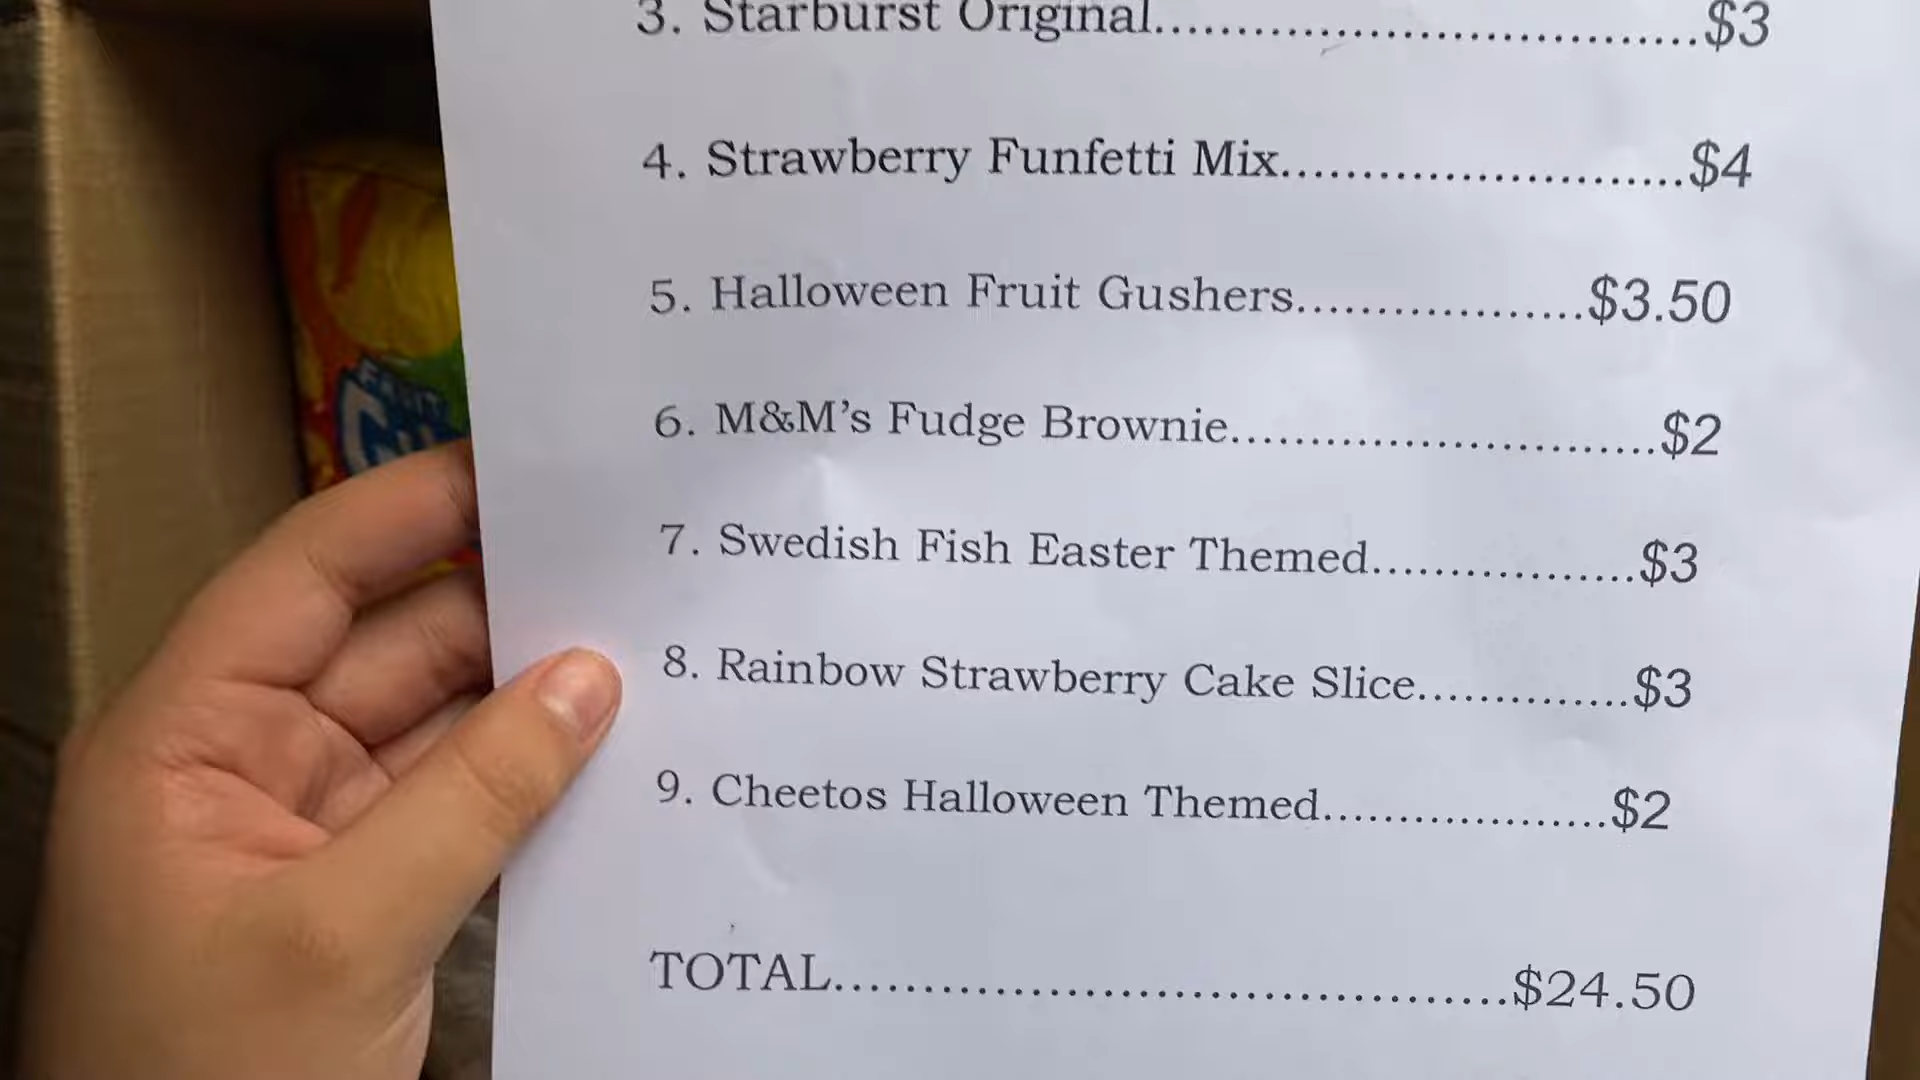 3. Starburst Original.................................$3
4. Strawberry Funfetti Mix.........................$4
5. Halloween Fruit Gushers..................$3.50
6. M&M's Fudge Brownie...........................$2
7. Swedish Fish Easter Themed.................$3
8. Rainbow Strawberry Cake Slice..............$3
9. Cheetos Halloween Themed..................$2
TOTAL......................................$24.50
FRUIT